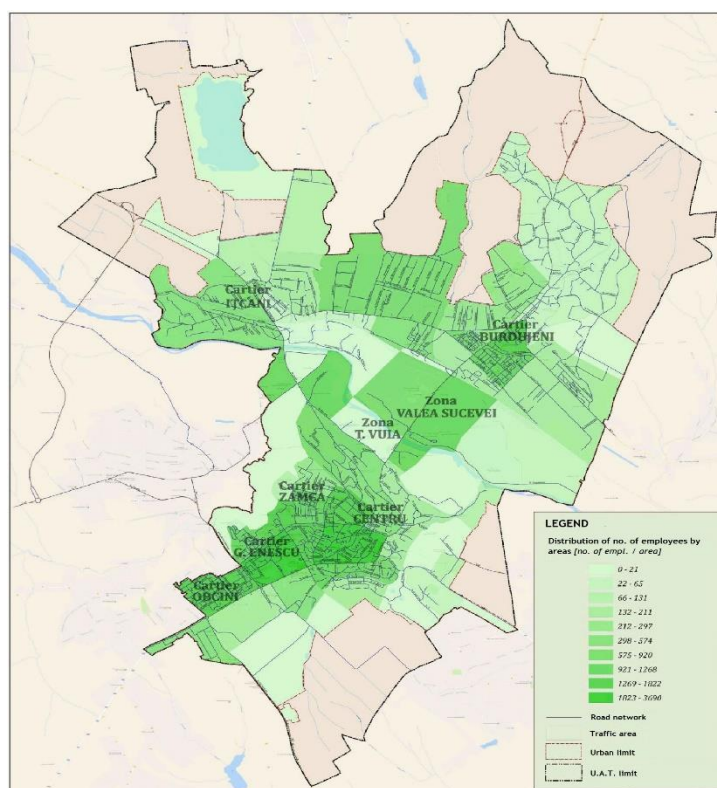 Cartier
ITCANI
Cartier
BURDUJENI
Zona
VALEA SUCEVEI
Zona
T. VUIA
Cartier
ZAMCA
Cartier
CENTRU
Cartier
G. ENESCU
Cartier
OBCINI
LEGEND
Distribution of no. of employees by
areas [no. of empl. / area]
0 - 21
22 - 65
66 - 131
132 - 211
212 - 297
298 - 574
575 - 920
921 - 1268
1269 - 1822
Road network
Traffic area
Urban limit
U.A.T. limit